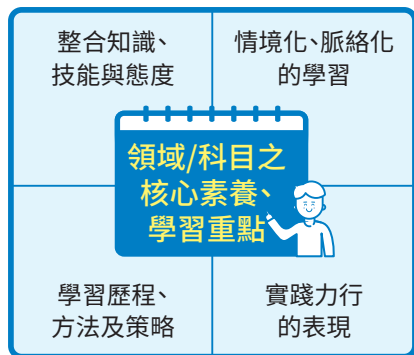 整合知識、
技能與態度
情境化、脈絡化
的學習
領域/科目之
核心素養、
學習重點
學習歷程、
方法及策略
實踐力行
的表現